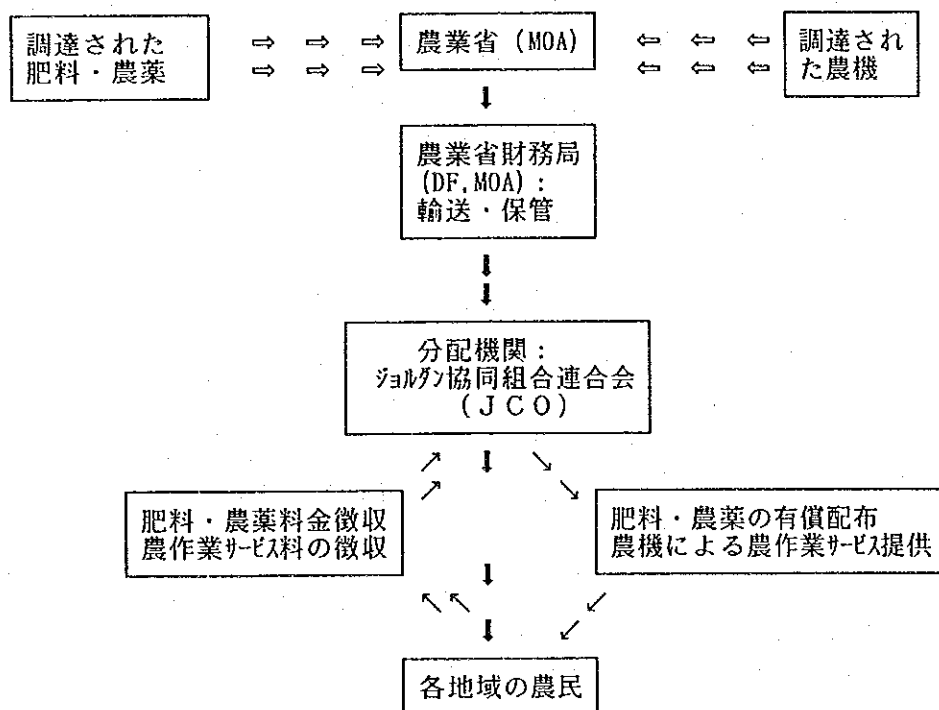 調達された
肥料・農薬
⇨ ⇨ ⇨
⇨ ⇨ ⇨
農業省 (MOA)
⇦ ⇦ ⇦
⇦ ⇦ ⇦
調達され
た農機
農業省財務局
(DF,MOA):
輸送・保管
分配機関:
ジョルダン協同組合連合会
(JCO)
肥料・農薬料金徴収
農作業サービス料の徴収
肥料・農薬の有償配布
農機による農作業サービス提供
各地域の農民